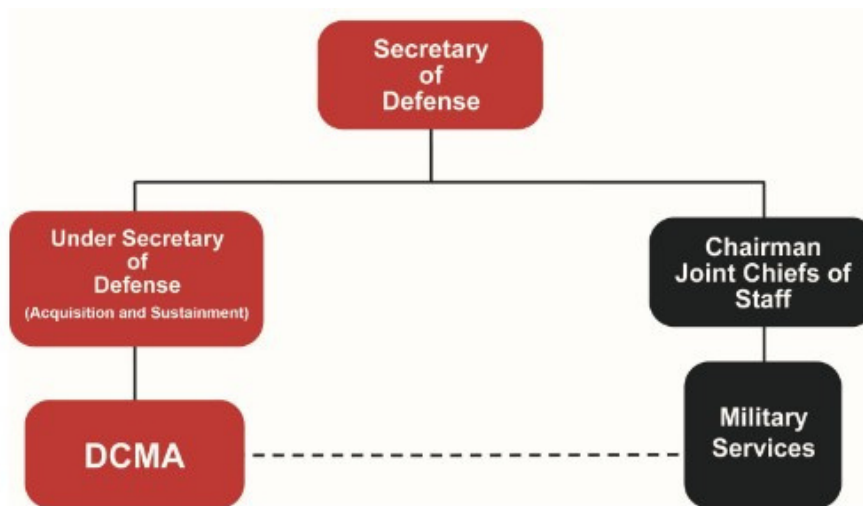 Secretary
of
Defense
Under Secretary
of
Defense
(Acquisition and Sustainment)
Chairman
Joint Chiefs of
Staff
DCMA
Military
Services